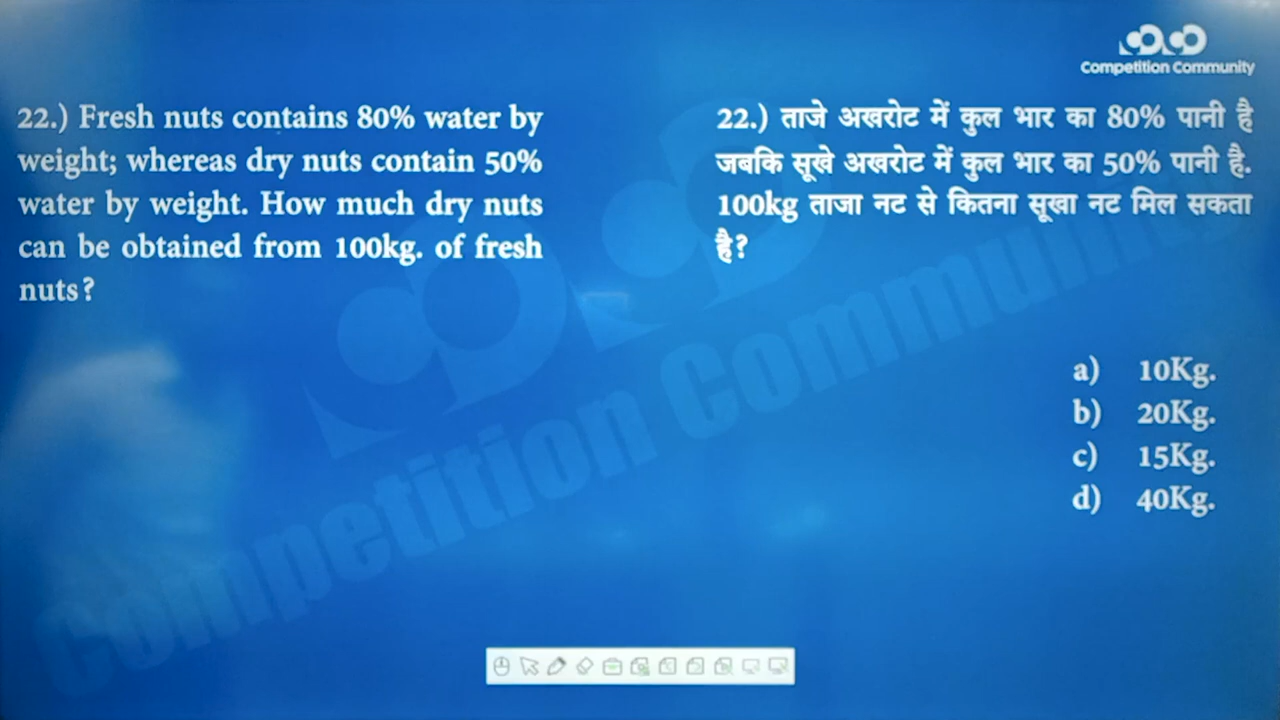 Competition Community
22.) Fresh nuts contains 80% water by
weight; whereas dry nuts contain 50%
water by weight. How much dry nuts
can be obtained from 100kg. of fresh
nuts?
22.) ताजे अखरोट में कुल भार का 80% पानी है
जबकि सूखे अखरोट में कुल भार का 50% पानी है.
100kg ताजा नट से कितना सूखा नट मिल सकता
है?
a) 10Kg.
b) 20Kg.
c) 15Kg.
d) 40Kg.
Competition Community